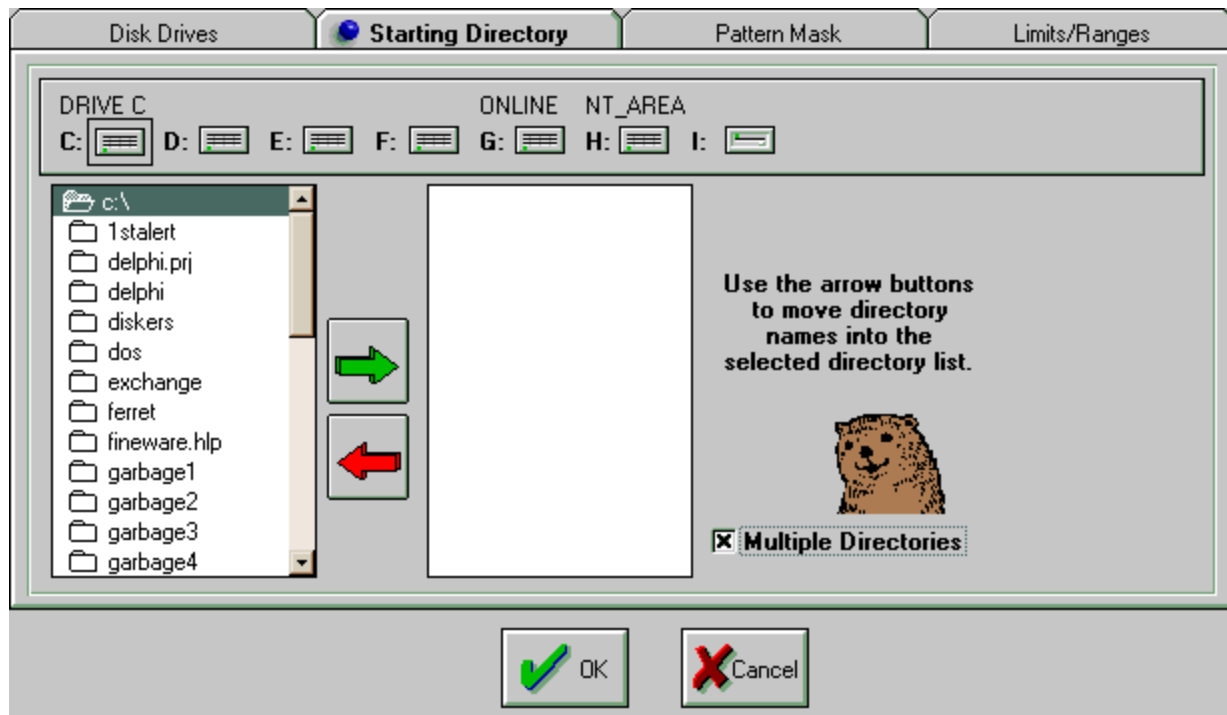 Disk Drives Starting Directory Pattern Mask Limits/Ranges
DRIVE C ONLINE NT_AREA
C: D: E: F: G: H: I:
c:\
1stalert
delphi.prj
delphi
diskers
dos
exchange
ferret
fineware.hlp
garbage1
garbage2
garbage3
garbage4
Use the arrow buttons
to move directory
names into the
selected directory list.
Multiple Directories
OK Cancel